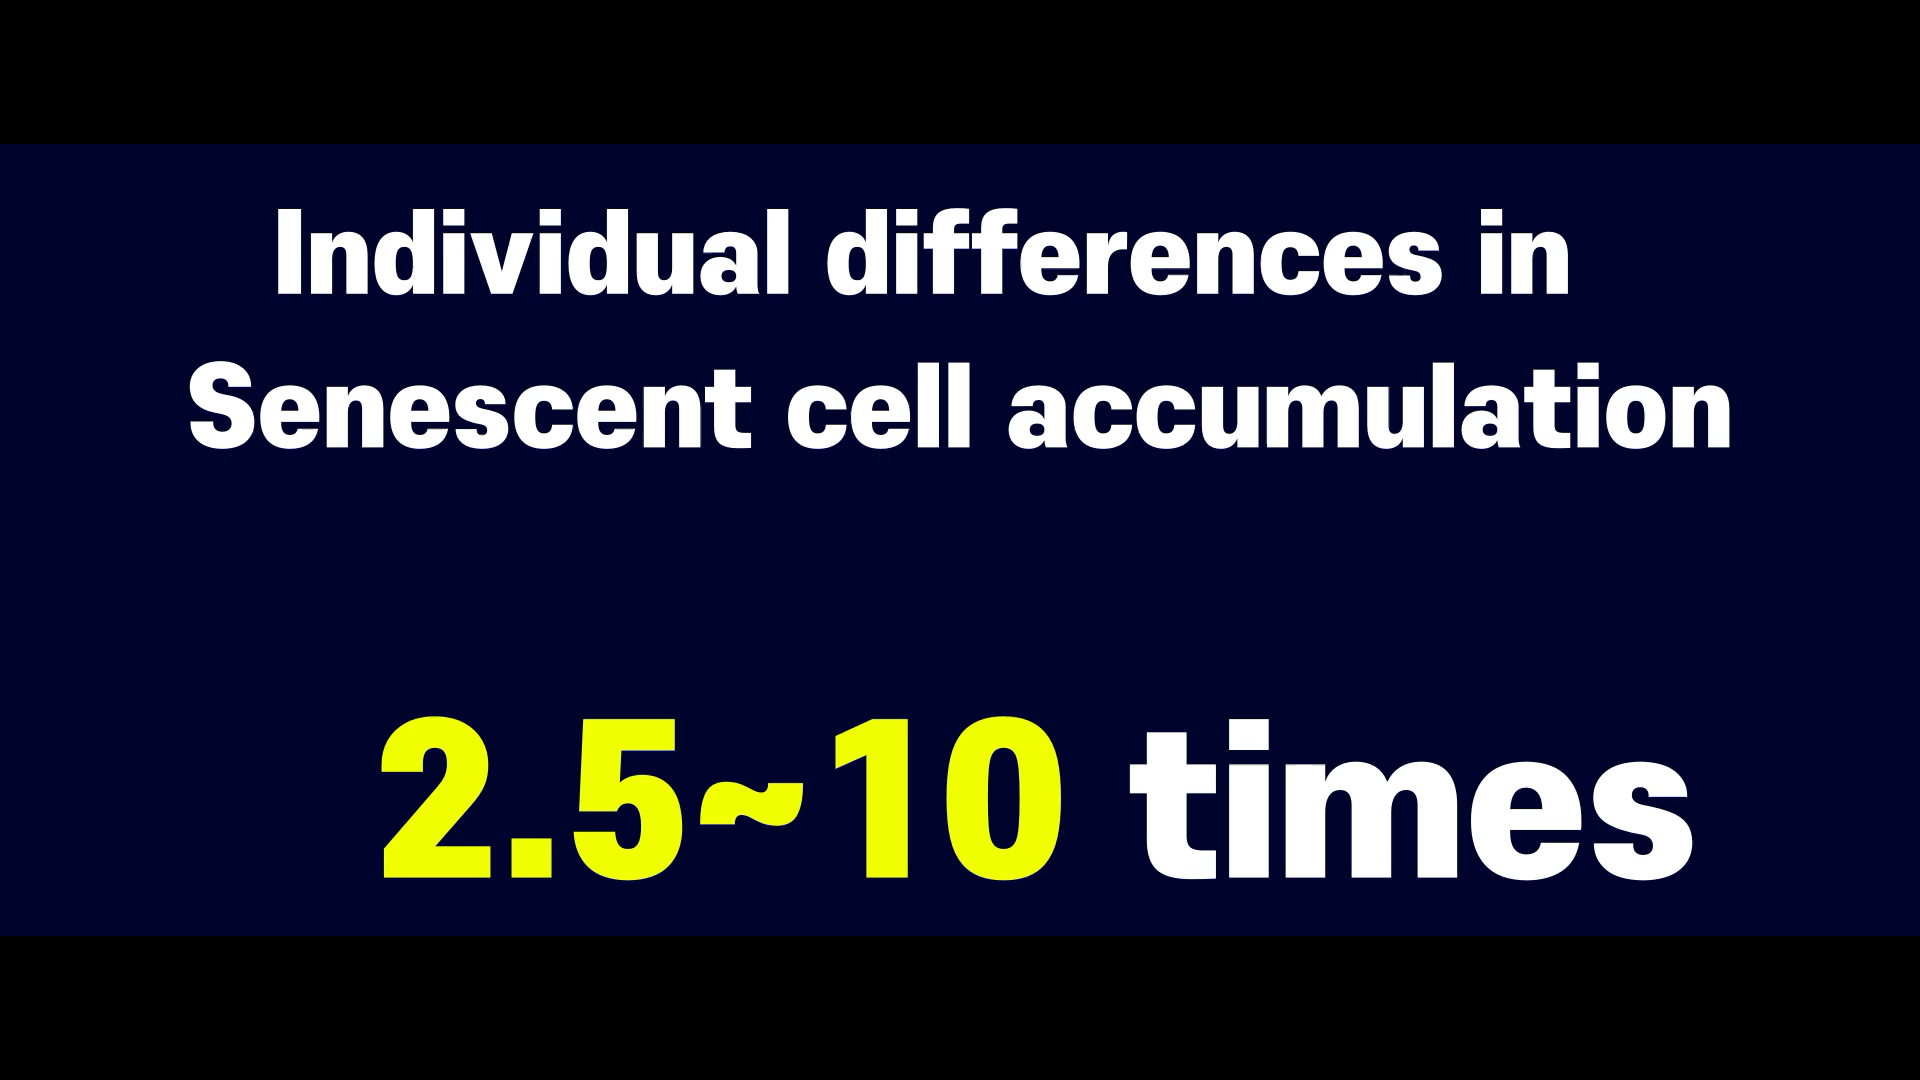 Individual differences in
Senescent cell accumulation
2.5~10 times